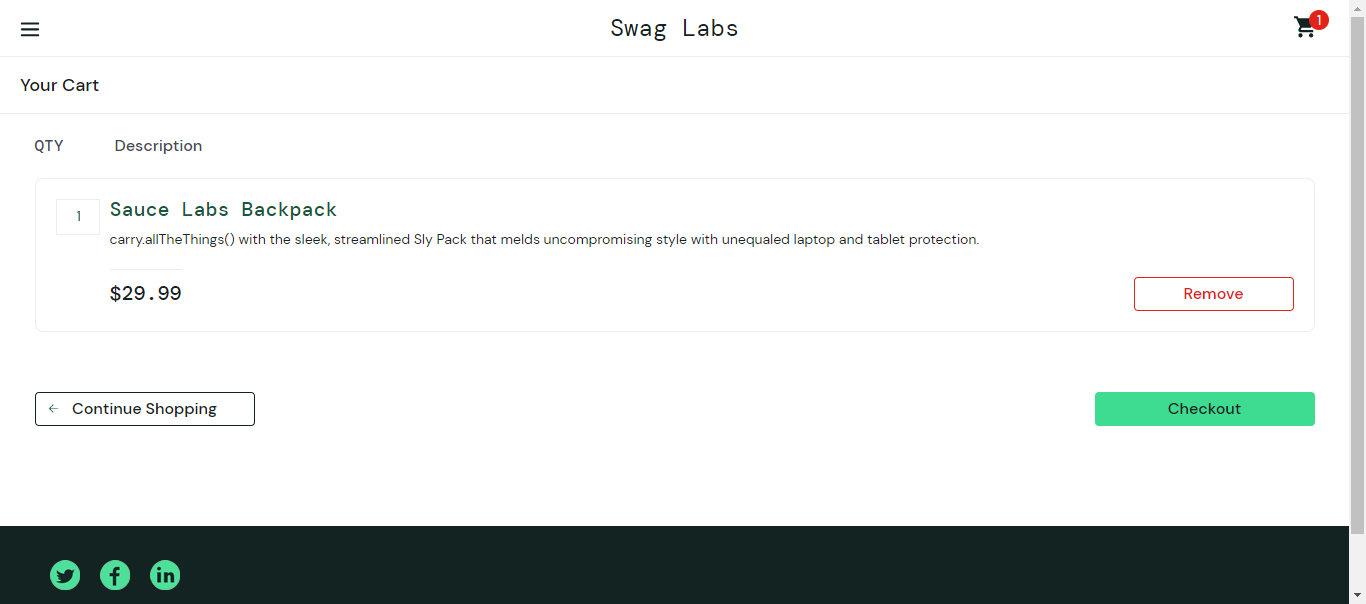 Swag Labs
1
Your Cart
QTY Description
1
Sauce Labs Backpack
carry.allTheThings() with the sleek, streamlined Sly Pack that melds uncompromising style with unequaled laptop and tablet protection.
$29.99
Remove
Continue Shopping
Checkout